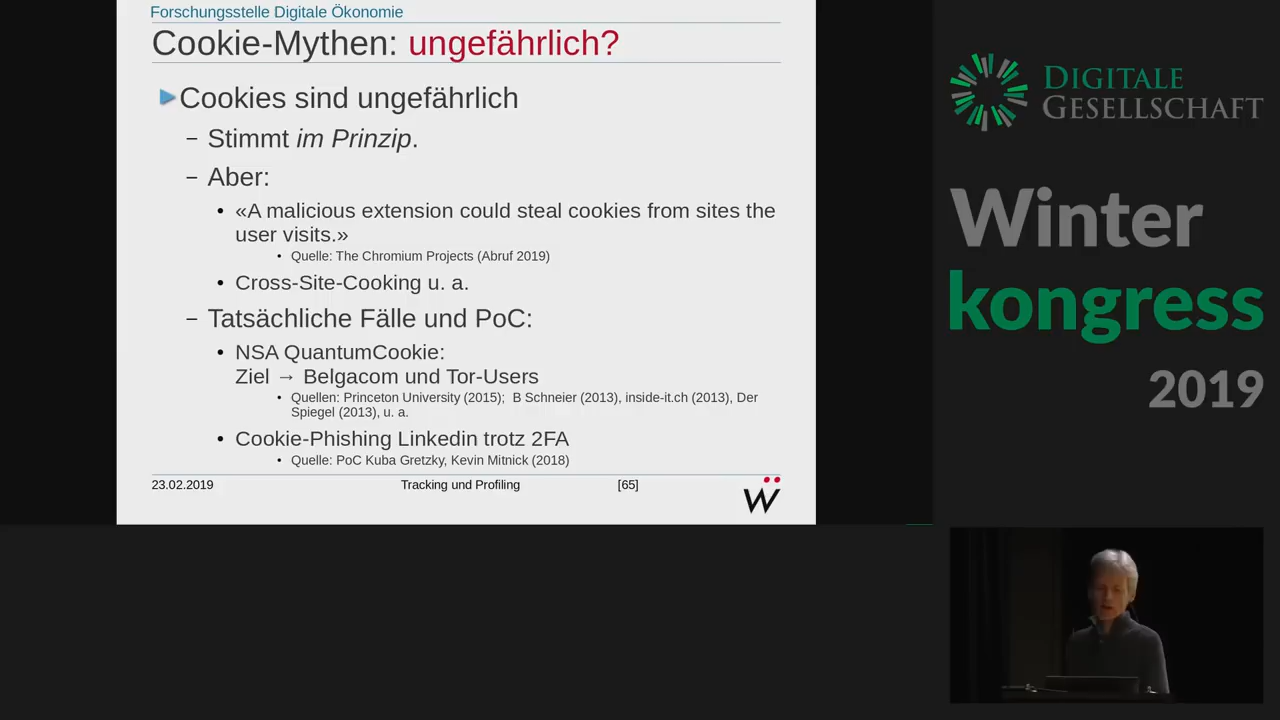 Forschungsstelle Digitale Ökonomie
Cookie-Mythen: ungefährlich?
Cookies sind ungefährlich
– Stimmt im Prinzip.
– Aber:
• «A malicious extension could steal cookies from sites the
user visits.»
• Quelle: The Chromium Projects (Abruf 2019)
• Cross-Site-Cooking u. a.
– Tatsächliche Fälle und PoC:
• NSA QuantumCookie:
Ziel → Belgacom und Tor-Users
• Quellen: Princeton University (2015);  B Schneier (2013), inside-it.ch (2013), Der
Spiegel (2013), u. a.
• Cookie-Phishing Linkedin trotz 2FA
• Quelle: PoC Kuba Gretzky, Kevin Mitnick (2018)
23.02.2019
Tracking und Profiling
[65]
DIGITALE
GESELLSCHAFT
Winter
kongress
2019